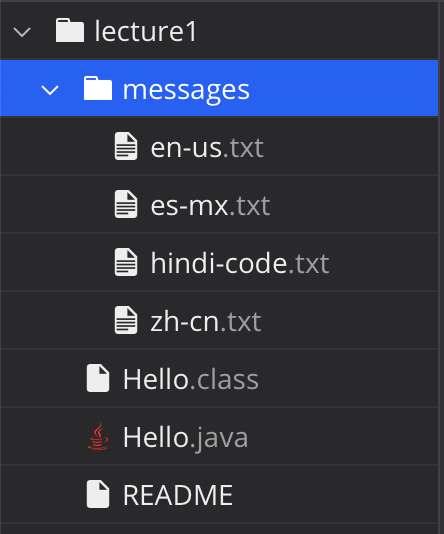 lecture1
messages
en-us.txt
es-mx.txt
hindi-code.txt
zh-cn.txt
Hello.class
Hello.java
README